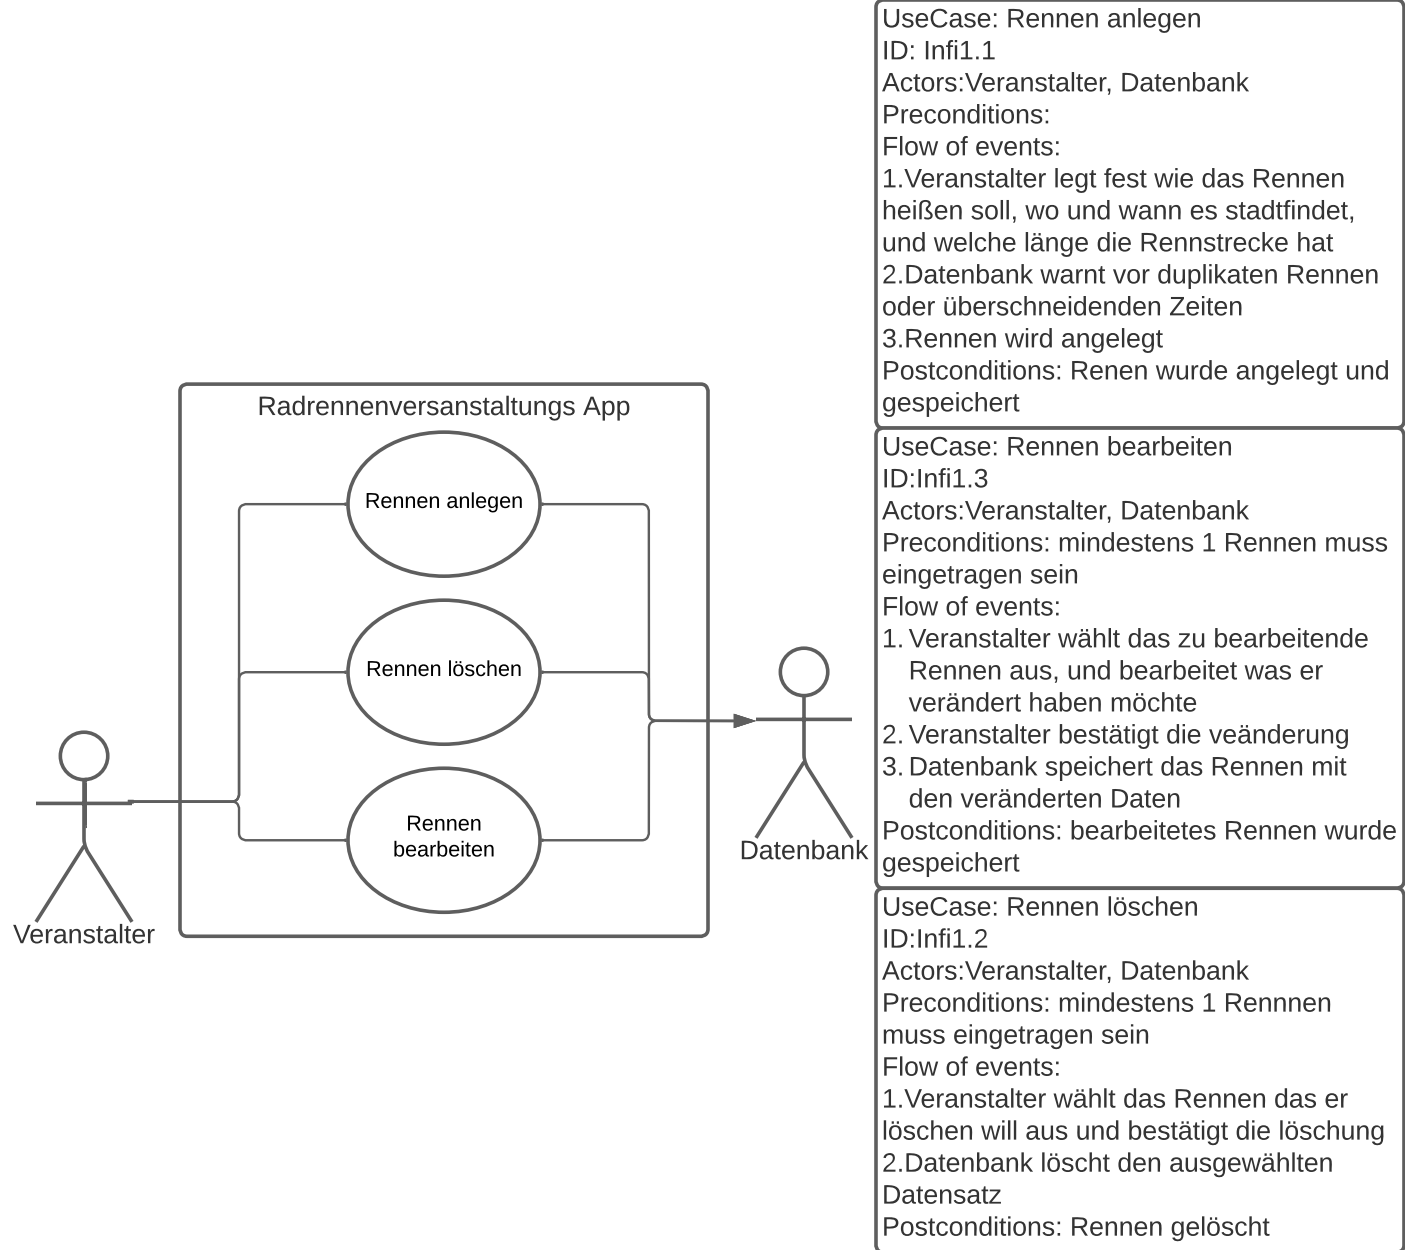 Radrennenversanstaltungs App
Rennen anlegen
Rennen löschen
Rennen
bearbeiten
Veranstalter
Datenbank
UseCase: Rennen anlegen
ID: Infi1.1
Actors:Veranstalter, Datenbank
Preconditions:
Flow of events:
1.Veranstalter legt fest wie das Rennen
heißen soll, wo und wann es stadtfindet,
und welche länge die Rennstrecke hat
2.Datenbank warnt vor duplikaten Rennen
oder überschneidenden Zeiten
3.Rennen wird angelegt
Postconditions: Renen wurde angelegt und
gespeichert
UseCase: Rennen bearbeiten
ID:Infi1.3
Actors:Veranstalter, Datenbank
Preconditions: mindestens 1 Rennen muss
eingetragen sein
Flow of events:
1. Veranstalter wählt das zu bearbeitende
Rennen aus, und bearbeitet was er
verändert haben möchte
2. Veranstalter bestätigt die veänderung
3. Datenbank speichert das Rennen mit
den veränderten Daten
Postconditions: bearbeitetes Rennen wurde
gespeichert
UseCase: Rennen löschen
ID:Infi1.2
Actors:Veranstalter, Datenbank
Preconditions: mindestens 1 Rennnen
muss eingetragen sein
Flow of events:
1.Veranstalter wählt das Rennen das er
löschen will aus und bestätigt die löschung
2.Datenbank löscht den ausgewählten
Datensatz
Postconditions: Rennen gelöscht